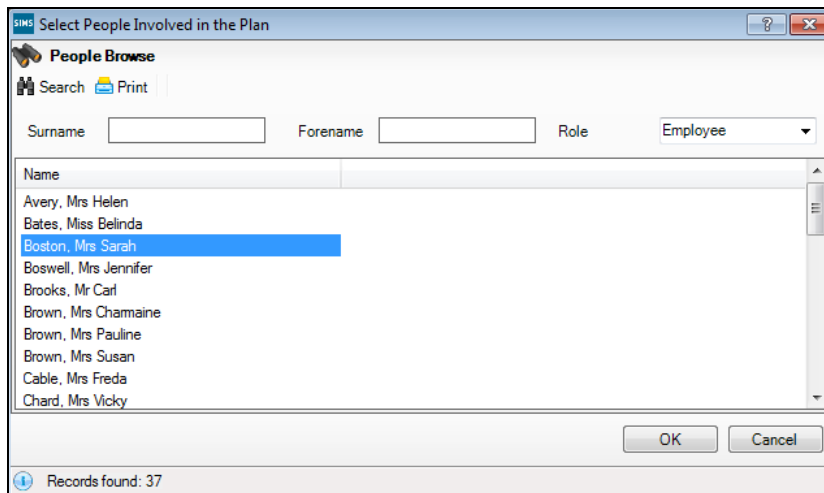 SIMS Select People Involved in the Plan
People Browse
Search Print
Surname Forename Role Employee
Name
Avery, Mrs Helen
Bates, Miss Belinda
Boston, Mrs Sarah
Boswell, Mrs Jennifer
Brooks, Mr Carl
Brown, Mrs Charmaine
Brown, Mrs Pauline
Brown, Mrs Susan
Cable, Mrs Freda
Chard, Mrs Vicky
OK Cancel
Records found: 37